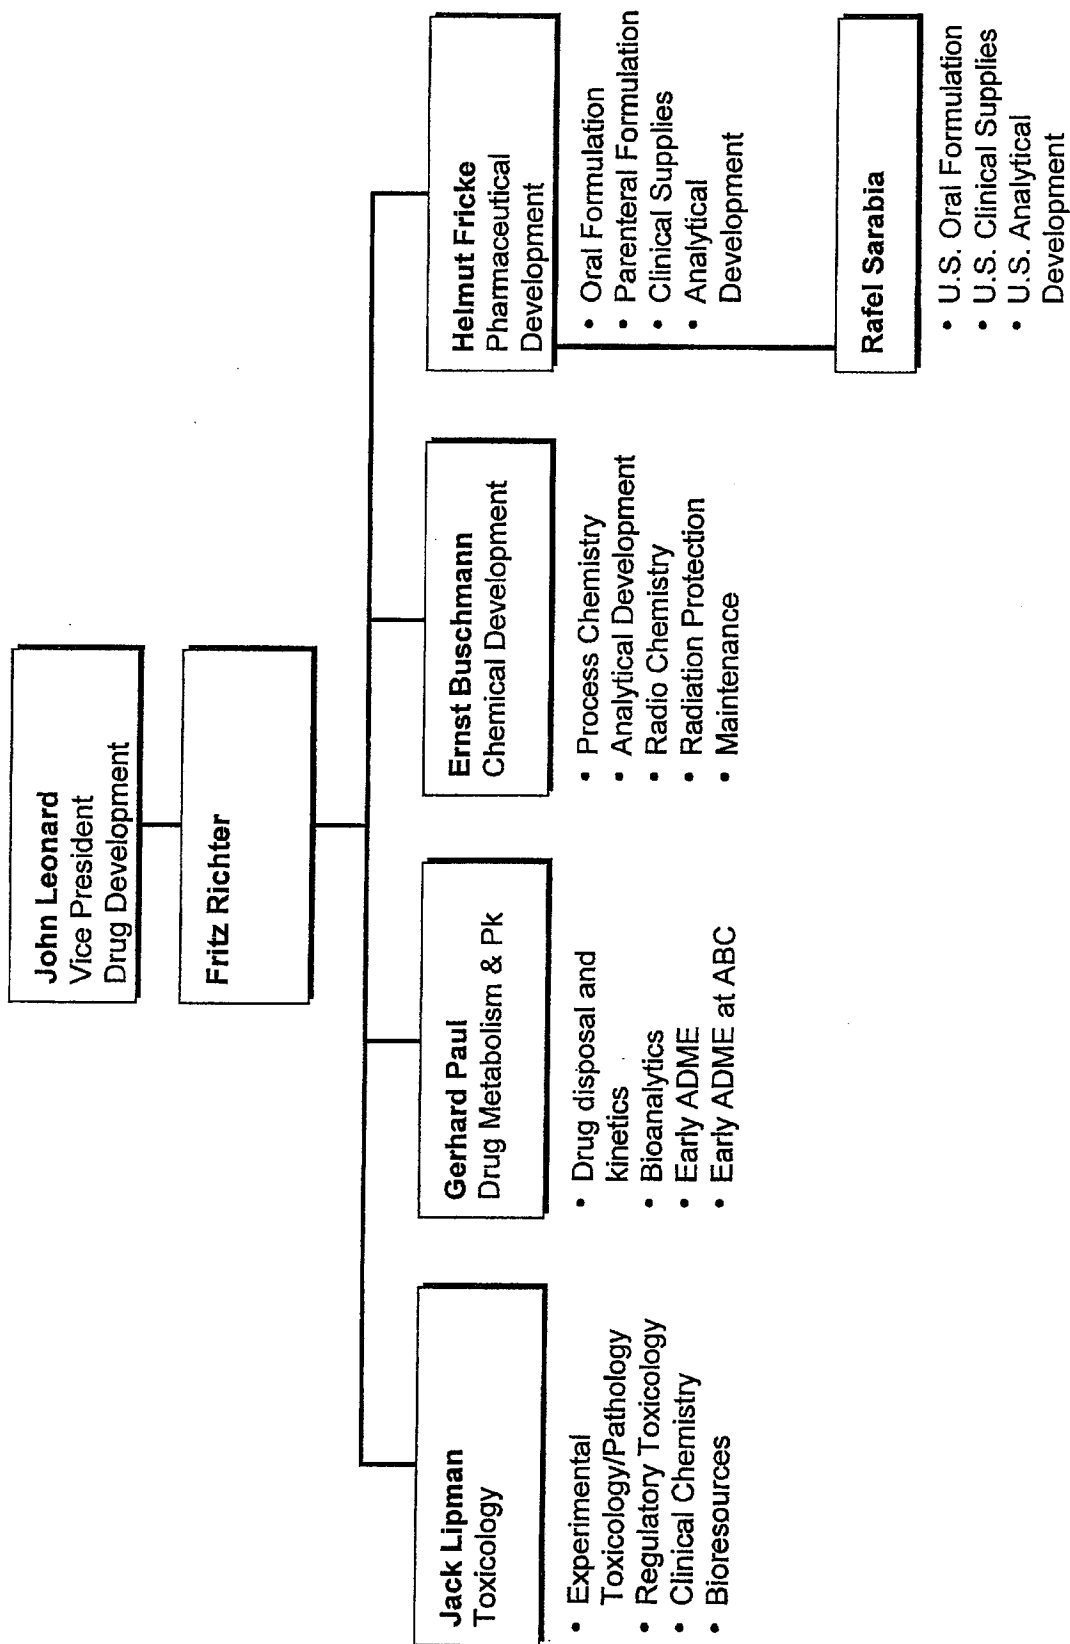 John Leonard
Vice President
Drug Development
Fritz Richter
Jack Lipman
Toxicology
• Experimental
Toxicology/Pathology
• Regulatory Toxicology
• Clinical Chemistry
• Bioresources
Gerhard Paul
Drug Metabolism & Pk
• Drug disposal and
kinetics
• Bioanalytics
• Early ADME
• Early ADME at ABC
Ernst Buschmann
Chemical Development
• Process Chemistry
• Analytical Development
• Radio Chemistry
• Radiation Protection
• Maintenance
Helmut Fricke
Pharmaceutical
Development
• Oral Formulation
• Parenteral Formulation
• Clinical Supplies
• Analytical
Development
Rafel Sarabia
• U.S. Oral Formulation
• U.S. Clinical Supplies
• U.S. Analytical
Development